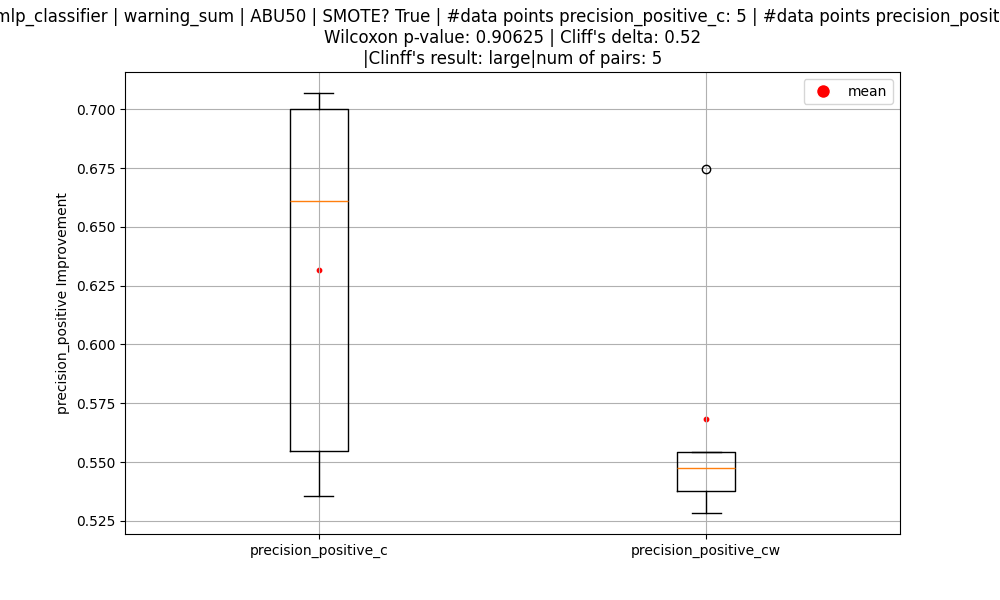 | warning_sum | ABU50 | SMOTE? True | #data points precision_positive_c: 5 | #data points
Wilcoxon p-value: 0.90625 | Cliff's delta: 0.52
|Clinff's result: large|num of pairs: 5
mean
0.700
0.675
0.650
0.625
0.600
0.575
0.550
0.525
precision_positive Improvement
precision_positive_c
precision_positive_cw